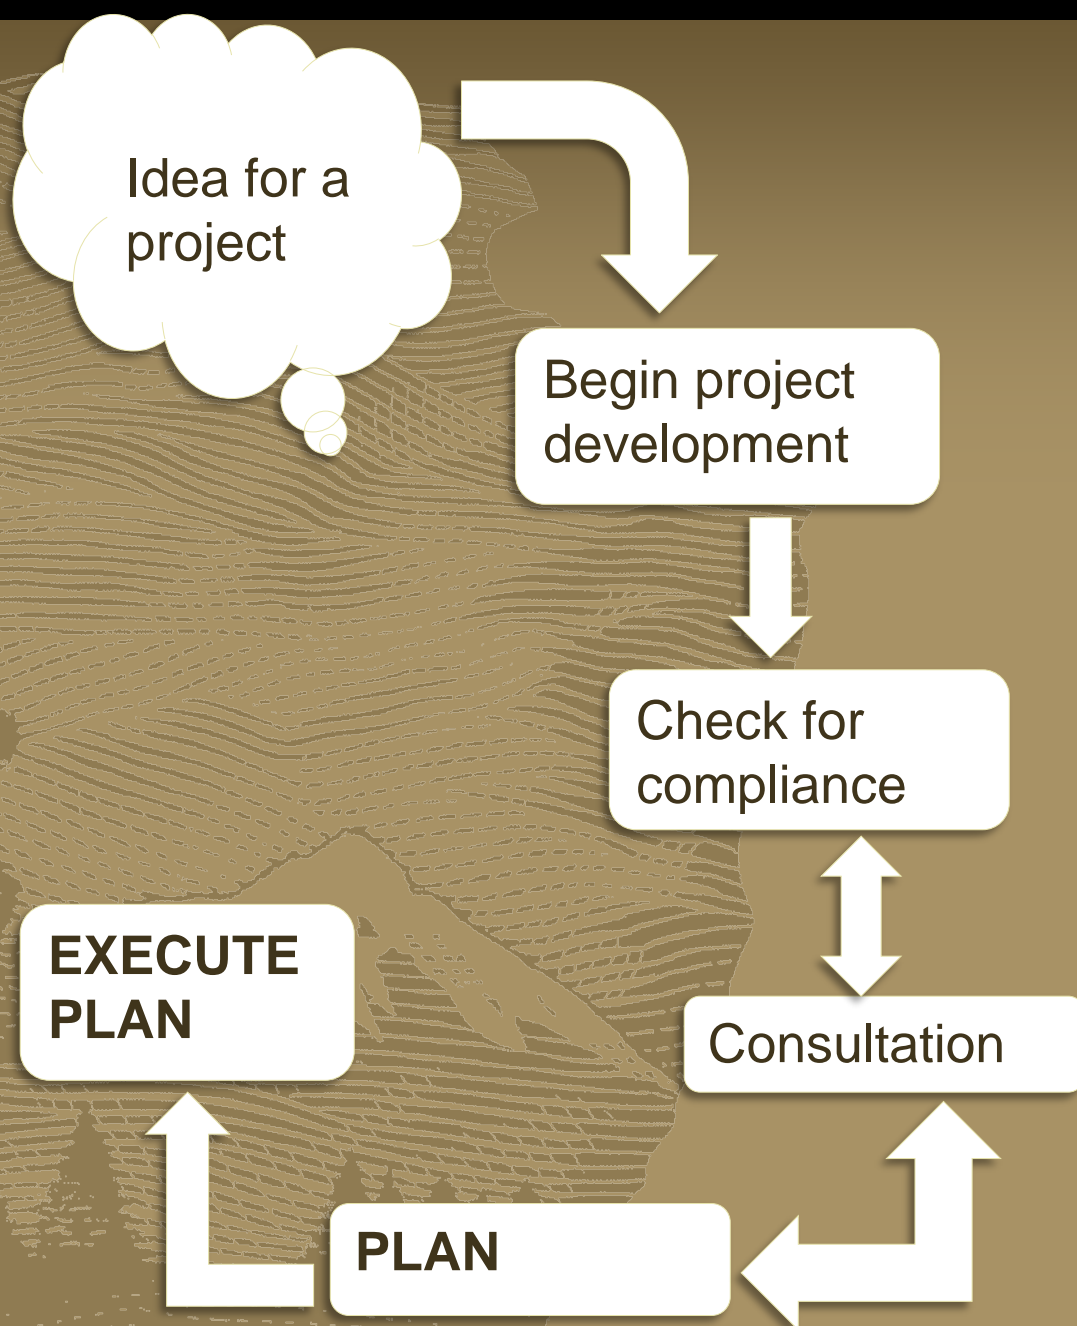 Idea for a
project
Begin project
development
Check for
compliance
Consultation
PLAN
EXECUTE
PLAN